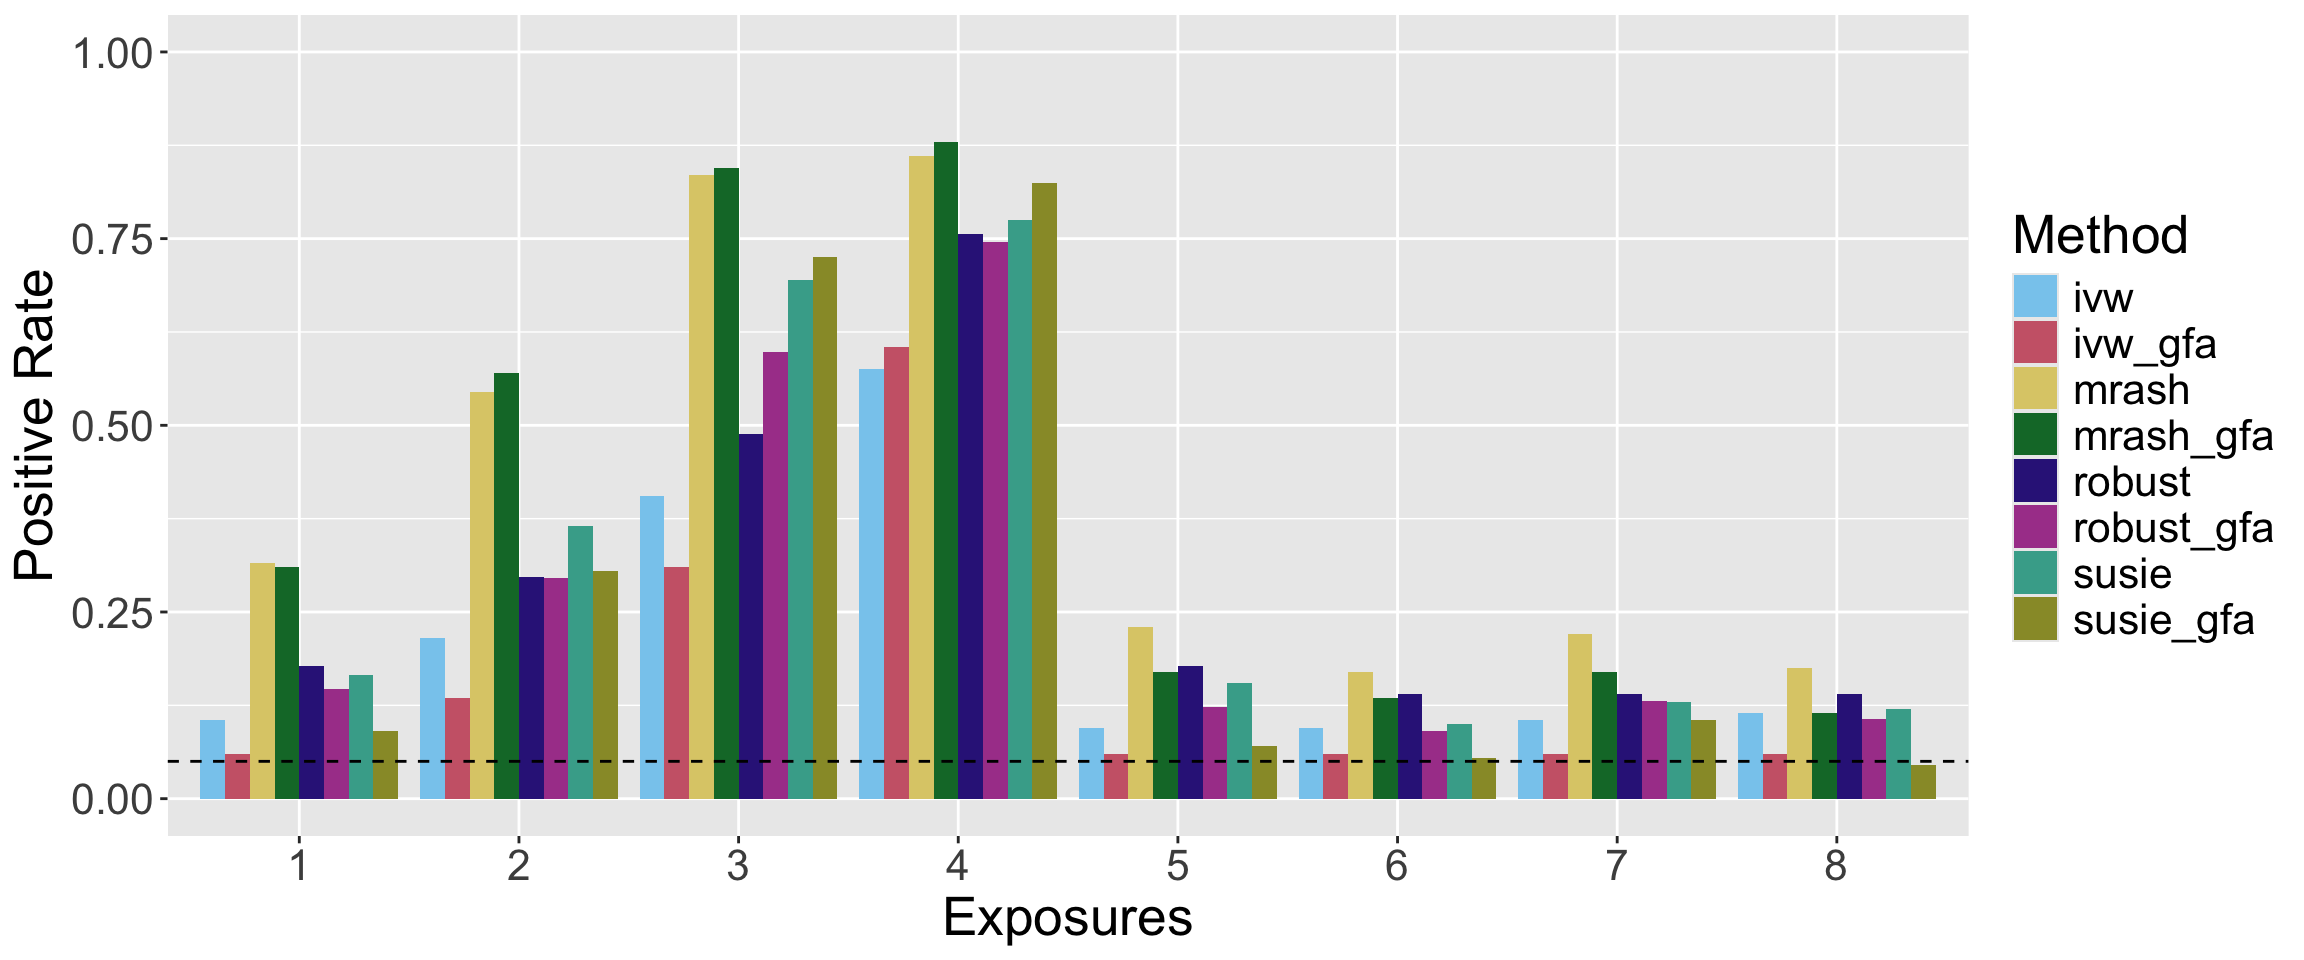 1.00
0.75
0.50
0.25
0.00
Positive Rate
1 2 3 4 5 6 7 8
Exposures
Method
ivw
ivw_gfa
mrash
mrash_gfa
robust
robust_gfa
susie
susie_gfa